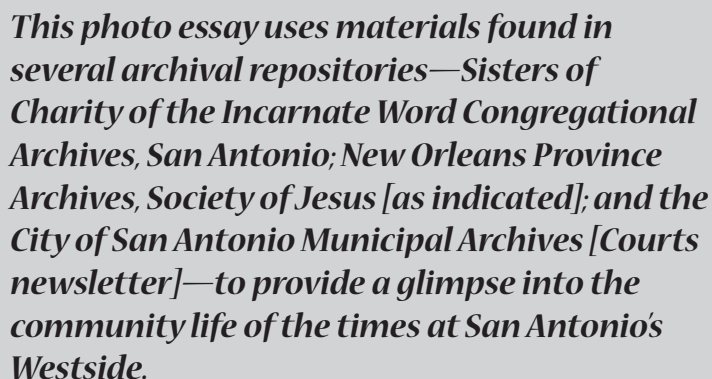 This photo essay uses materials found in
several archival repositories—Sisters of
Charity of the Incarnate Word Congregational
Archives, San Antonio; New Orleans Province
Archives, Society of Jesus [as indicated]; and the
City of San Antonio Municipal Archives [Courts
newsletter]—to provide a glimpse into the
community life of the times at San Antonio's
Westside.